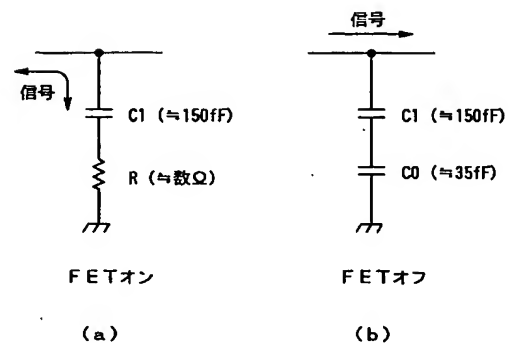 信号
C1 (≒150fF)
R (≒数Ω)
FETオン
(a)
信号
C1 (≒150fF)
C0 (≒35fF)
FETオフ
(b)